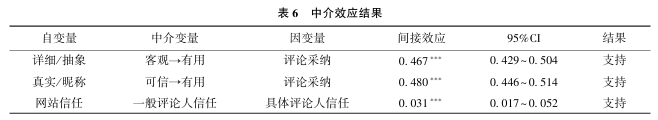 表 6 中介效应结果
自变量 中介变量 因变量 间接效应 95%CI 结果
详细/抽象 客观→有用 评论采纳 0.467*** 0.429~0.504 支持
真实/昵称 可信→有用 评论采纳 0.480*** 0.446~0.514 支持
网站信任 一般评论人信任 具体评论人信任 0.031*** 0.017~0.052 支持